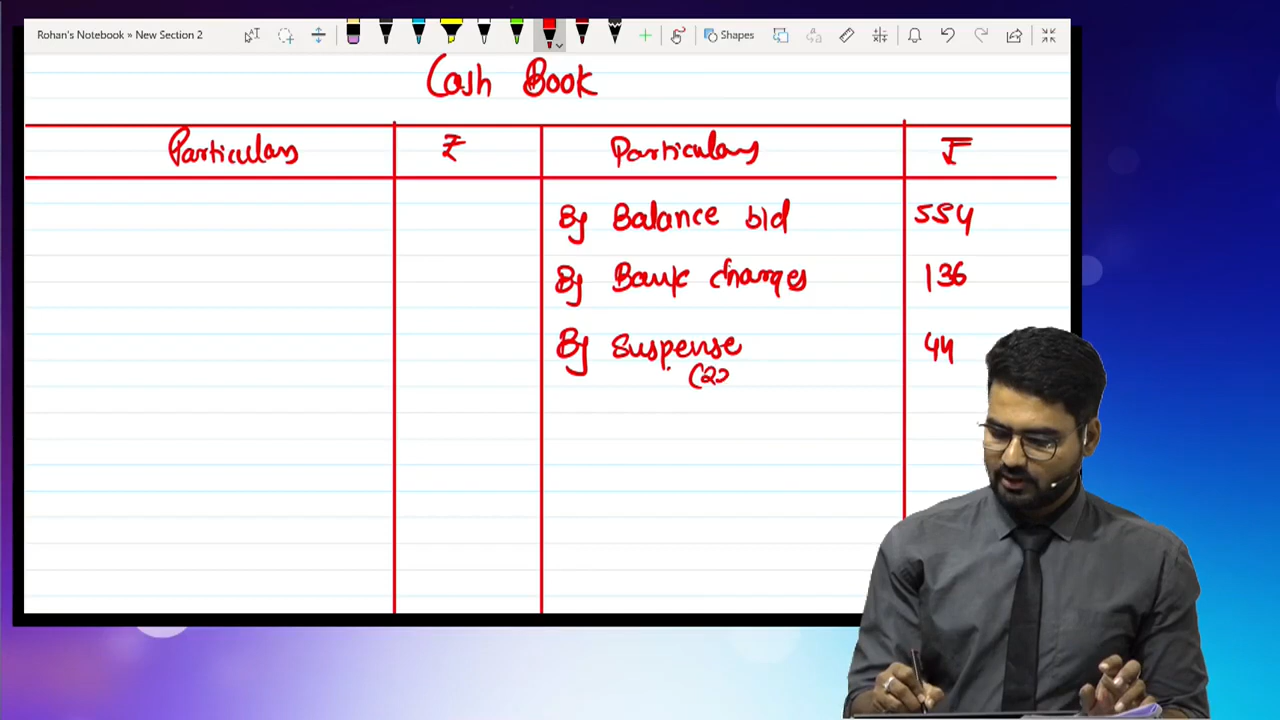 Rohan's Notebook » New Section 2
Shapes
Cash Book
Particulars ₹ Particulars ₹
By Balance b/d 554
By Bank charges 136
By Suspense 44
(22